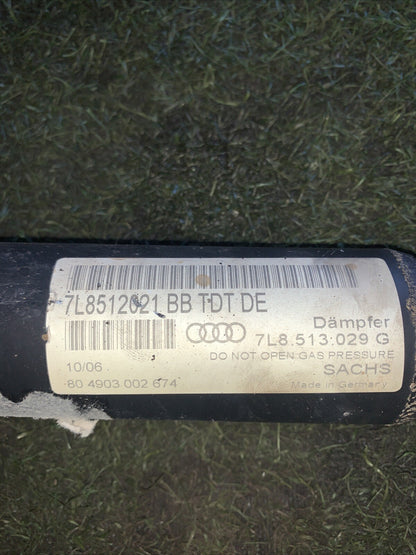 7L8512021 BB TDT DE
Dämpfer
7L8.513.029 G
DO NOT OPEN GAS PRESSURE
10/06
SACHS
80 4903 002 674
Made in Germany